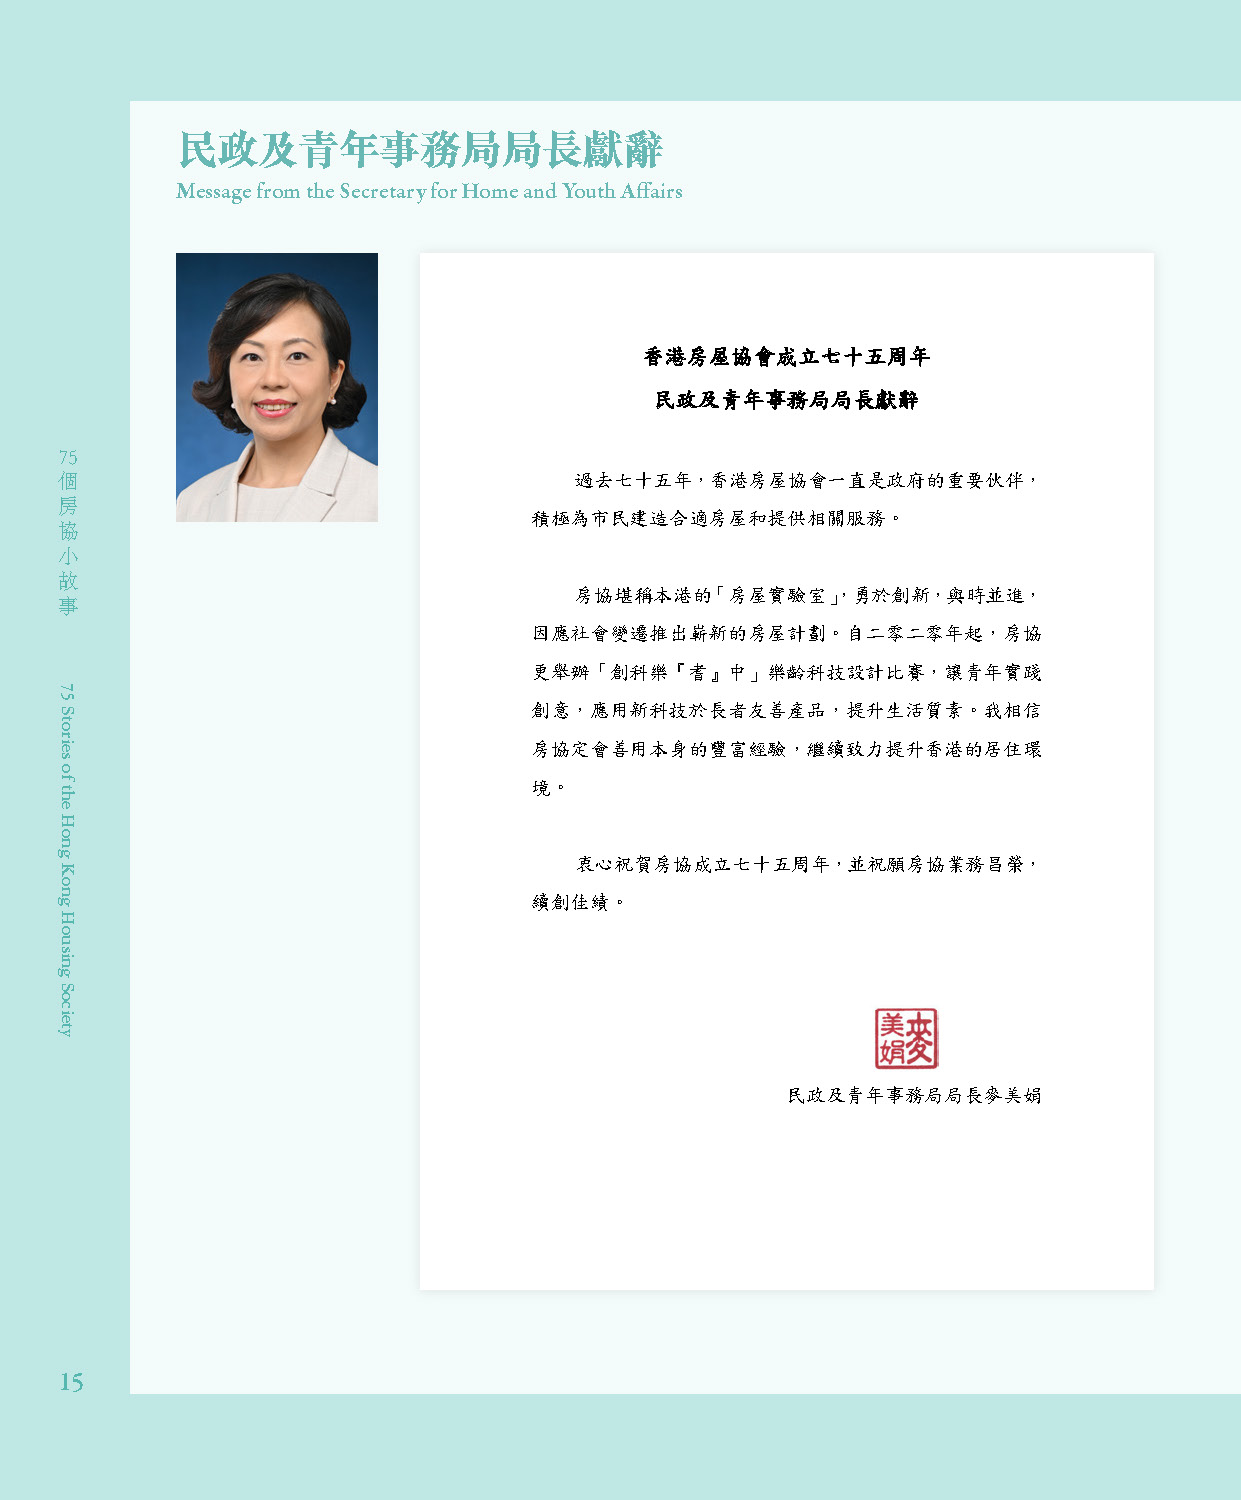 民政及青年事務局局長獻辭
Message from the Secretary for Home and Youth Affairs
香港房屋協會成立七十五周年
民政及青年事務局局長獻辭
過去七十五年，香港房屋協會一直是政府的重要伙伴，
積極為市民建造合適房屋和提供相關服務。
房協堪稱本港的「房屋實驗室」，勇於創新，與時並進，
因應社會變遷推出嶄新的房屋計劃。自二零二零年起，房協
更舉辦「創科樂『耆』中」樂齡科技設計比賽，讓青年實踐
創意，應用新科技於長者友善產品，提升生活質素。我相信
房協定會善用本身的豐富經驗，繼續致力提升香港的居住環
境。
衷心祝賀房協成立七十五周年，並祝願房協業務昌榮，
續創佳績。
麥美娟
民政及青年事務局局長麥美娟
75個房協小故事
75 Stories of the Hong Kong Housing Society
15